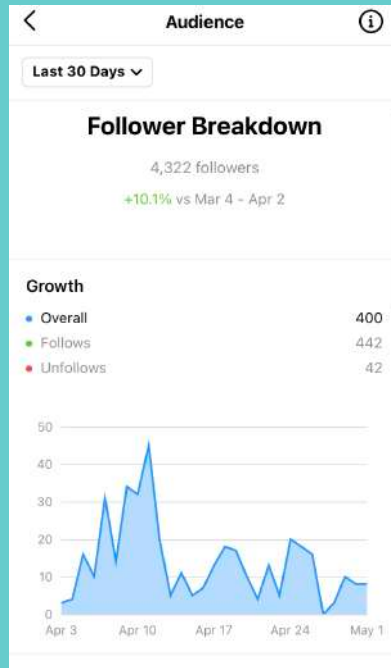 Audience
Last 30 Days
Follower Breakdown
4,322 followers
+10.1% vs Mar 4 - Apr 2
Growth
Overall 400
Follows 442
Unfollows 42
50
40
30
20
10
0
Apr 3 Apr 10 Apr 17 Apr 24 May 1